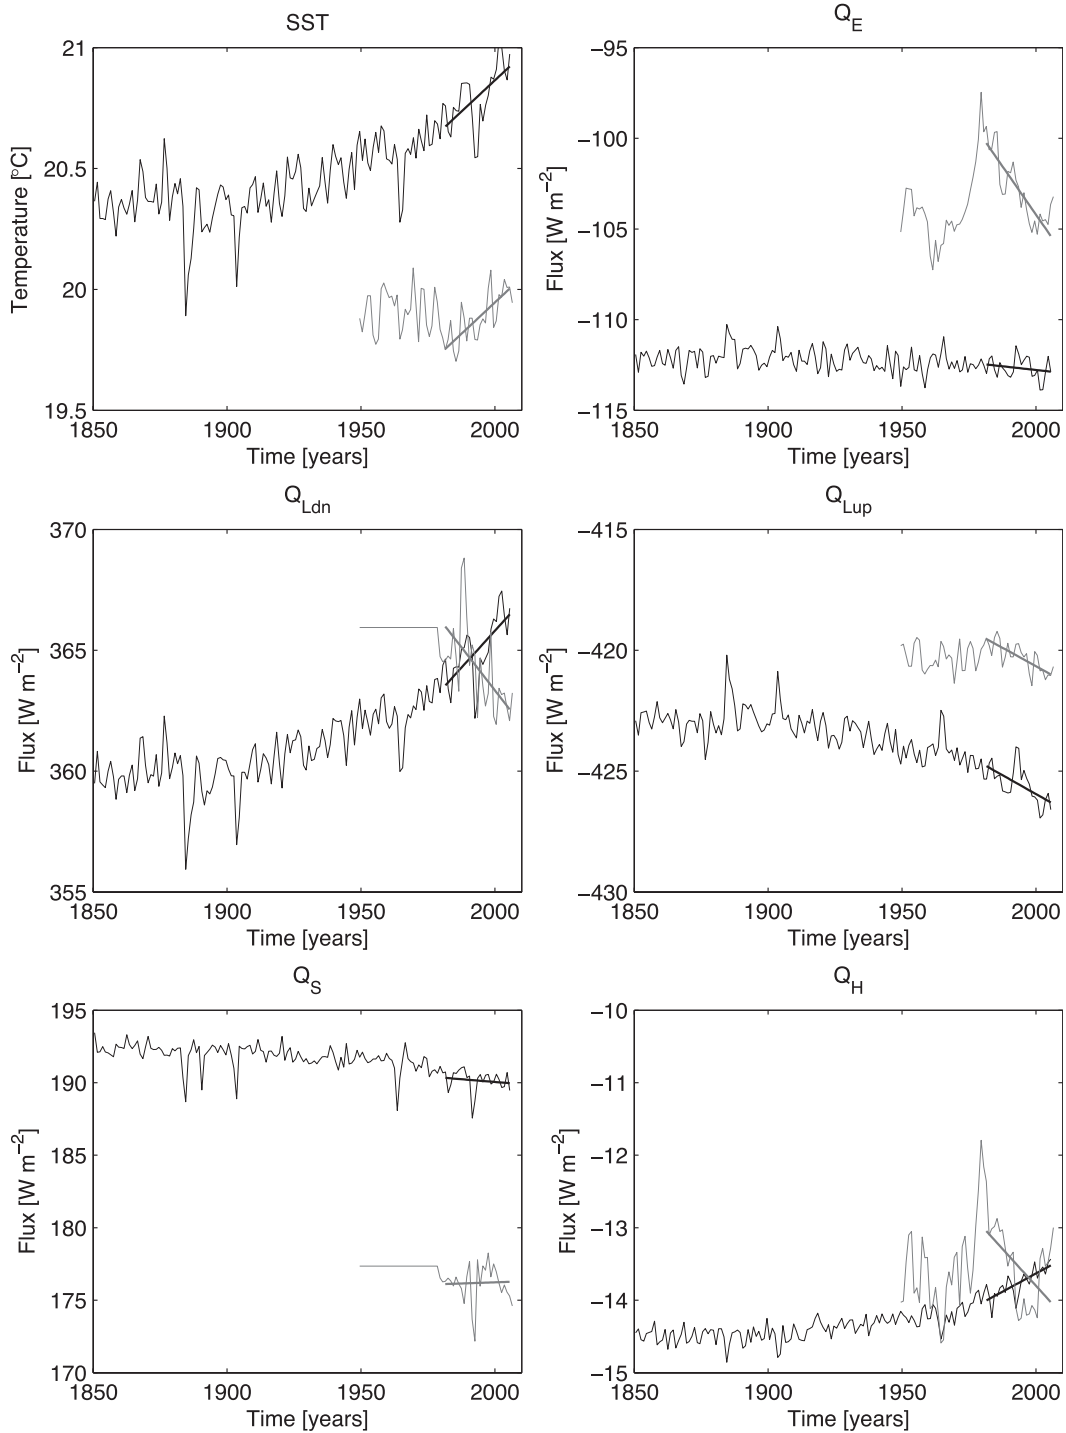 SST
21
20.5
20
19.5
Temperature [°C]
1850 1900 1950 2000
Time [years]
Q_E
−95
−100
−105
−110
−115
Flux [W m⁻²]
1850 1900 1950 2000
Time [years]
Q_Ldn
370
365
360
355
Flux [W m⁻²]
1850 1900 1950 2000
Time [years]
Q_Lup
−415
−420
−425
−430
Flux [W m⁻²]
1850 1900 1950 2000
Time [years]
Q_S
195
190
185
180
175
170
Flux [W m⁻²]
1850 1900 1950 2000
Time [years]
Q_H
−10
−11
−12
−13
−14
−15
Flux [W m⁻²]
1850 1900 1950 2000
Time [years]